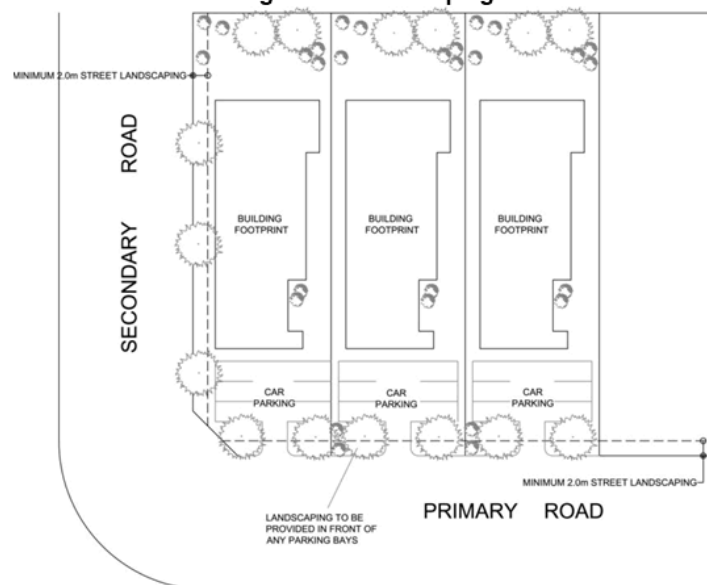 MINIMUM 2.0m STREET LANDSCAPING
SECONDARY ROAD
BUILDING
FOOTPRINT
BUILDING
FOOTPRINT
BUILDING
FOOTPRINT
CAR
PARKING
CAR
PARKING
CAR
PARKING
MINIMUM 2.0m STREET LANDSCAPING
LANDSCAPING TO BE
PROVIDED IN FRONT OF
ANY PARKING BAYS
PRIMARY ROAD